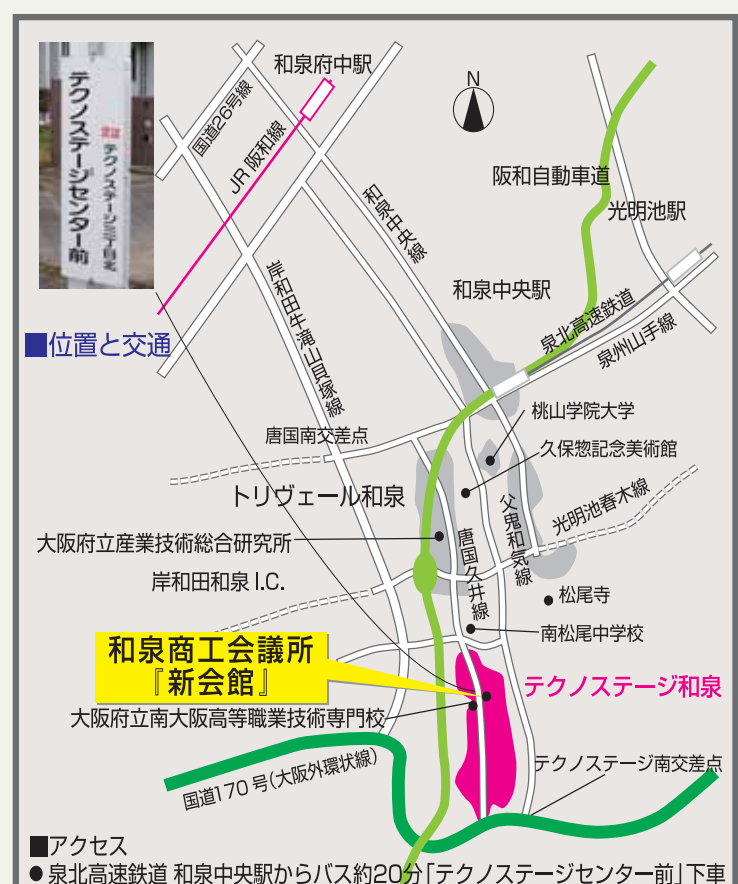 テクノステージセンター前
テクノステージ三丁目北
和泉府中駅
国道26号線
JR 阪和線
N
阪和自動車道
光明池駅
和泉中央線
和泉中央駅
岸和田牛滝山貝塚線
泉北高速鉄道
泉州山手線
■位置と交通
桃山学院大学
唐国南交差点
久保惣記念美術館
トリヴェール和泉
父鬼和気線
光明池春木線
大阪府立産業技術総合研究所
唐国久井線
岸和田和泉 I.C.
松尾寺
南松尾中学校
和泉商工会議所
『新会館』
テクノステージ和泉
大阪府立南大阪高等職業技術専門校
テクノステージ南交差点
国道170 号(大阪外環状線)
■アクセス
●泉北高速鉄道 和泉中央駅からバス約20分「テクノステージセンター前」下車